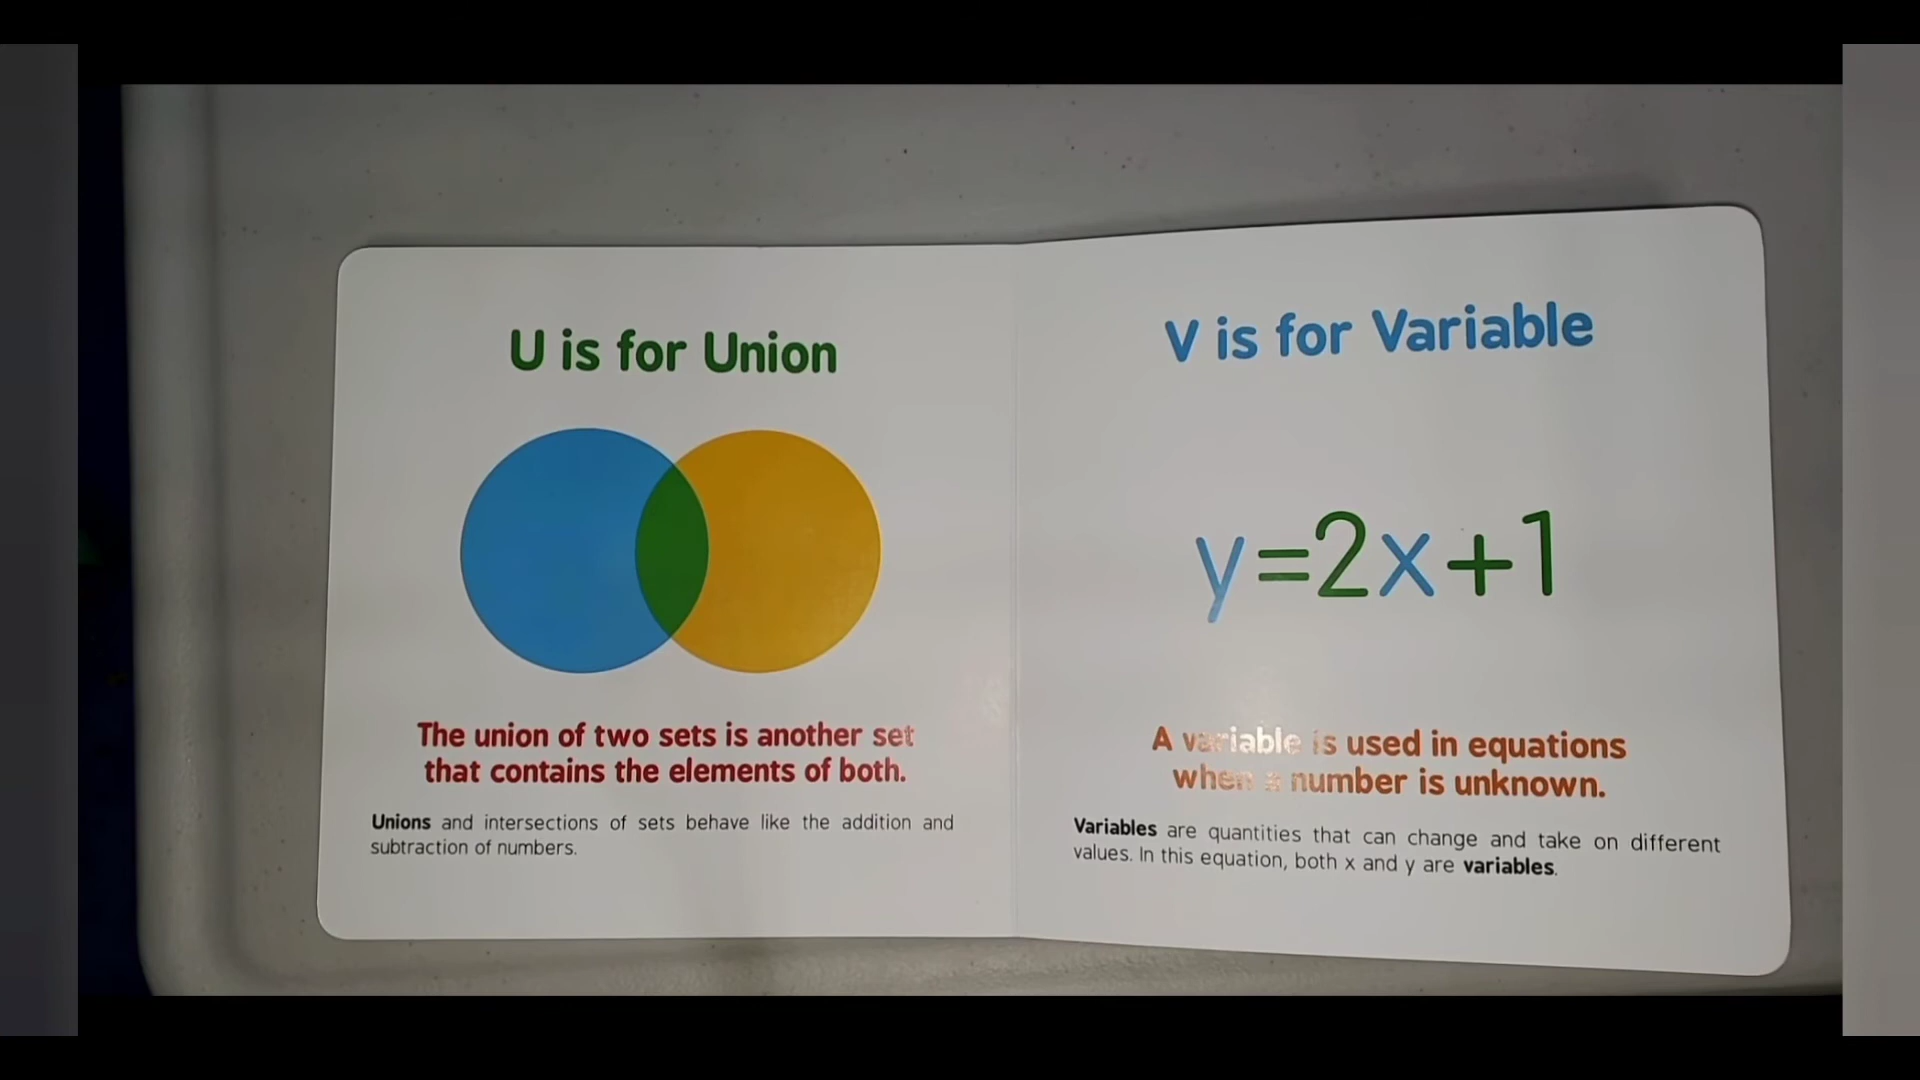 U is for Union
The union of two sets is another set
that contains the elements of both.
Unions and intersections of sets behave like the addition and
subtraction of numbers.
V is for Variable
y=2x+1
A variable is used in equations
when a number is unknown.
Variables are quantities that can change and take on different
values. In this equation, both x and y are variables.